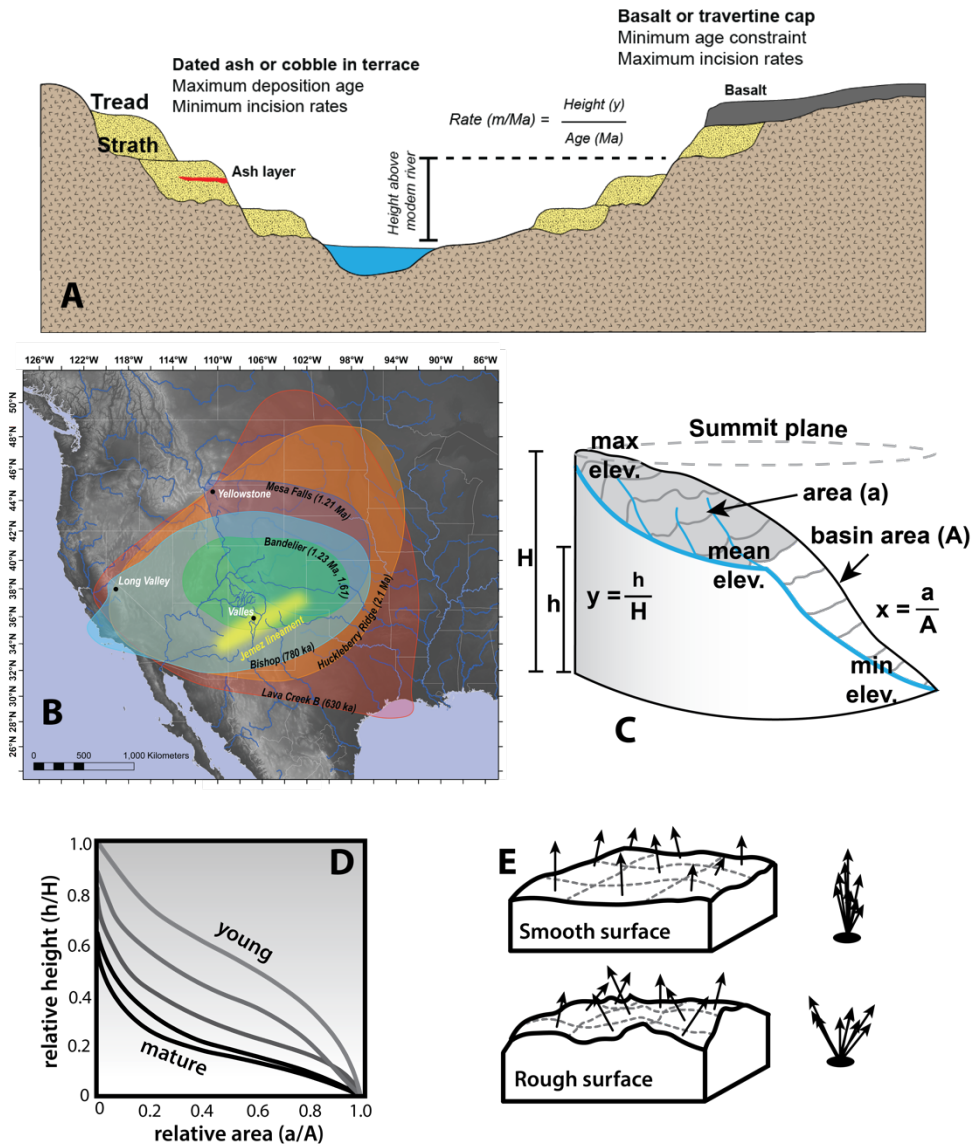 Basalt or travertine cap
Minimum age constraint
Maximum incision rates
Dated ash or cobble in terrace
Maximum deposition age
Minimum incision rates
Basalt
Tread
Strath
Ash layer
Rate (m/Ma) = Height (y)
Age (Ma)
Height above
modern river
A
126°W 122°W 118°W 114°W 110°W 106°W 102°W 98°W 94°W 90°W 86°W
50°N
48°N
46°N
44°N
42°N
40°N
38°N
36°N
34°N
32°N
30°N
28°N
26°N
Mesa Falls (1.21 Ma)
Yellowstone
Bandelier (1.23 Ma, 1.61)
Long Valley
Valles
Jemez lineament
Huckleberry Ridge (2.1 Ma)
Bishop (780 ka)
Lava Creek B (630 ka)
B
0 500 1,000 Kilometers
Summit plane
max
elev.
area (a)
basin area (A)
H
h
mean
elev.
y = h
H
x = a
A
min
elev.
C
D
1.0
0.8
0.6
0.4
0.2
0
relative height (h/H)
young
mature
0 0.2 0.4 0.6 0.8 1.0
relative area (a/A)
E
Smooth surface
Rough surface